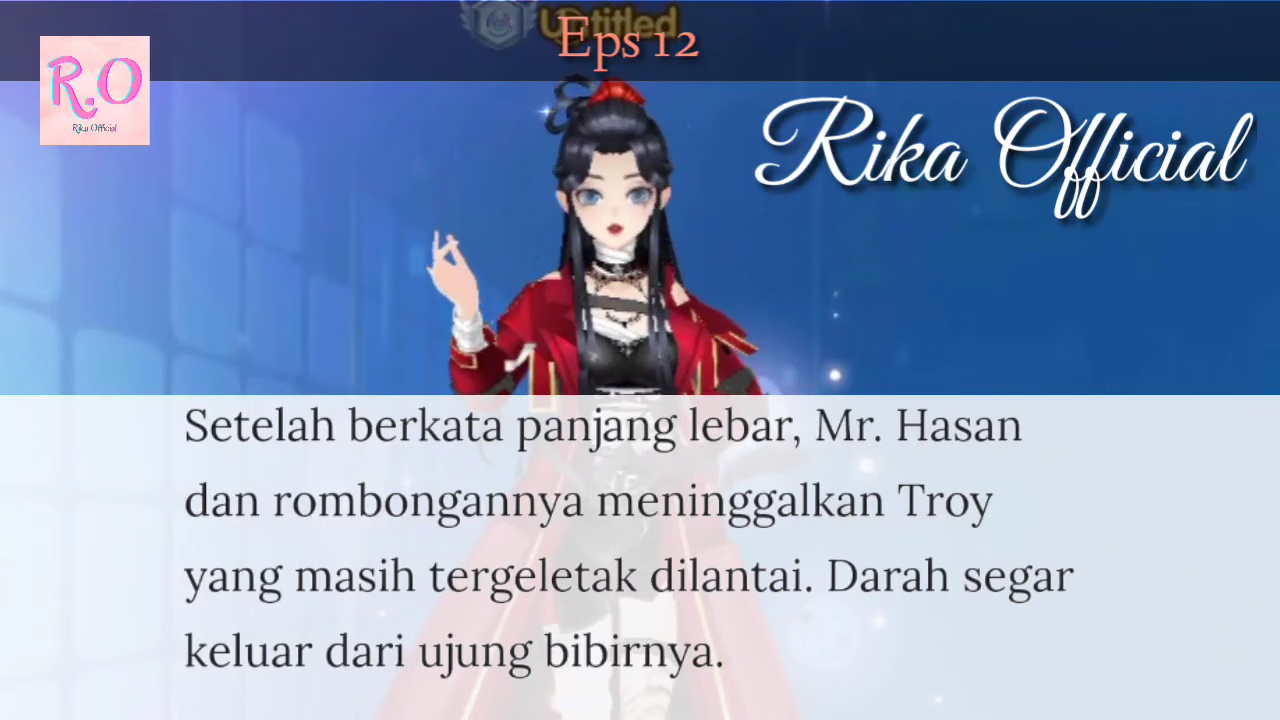 Untitled
Eps 12
R.O
Rika Official
Rika Official
Setelah berkata panjang lebar, Mr. Hasan
dan rombongannya meninggalkan Troy
yang masih tergeletak dilantai. Darah segar
keluar dari ujung bibirnya.